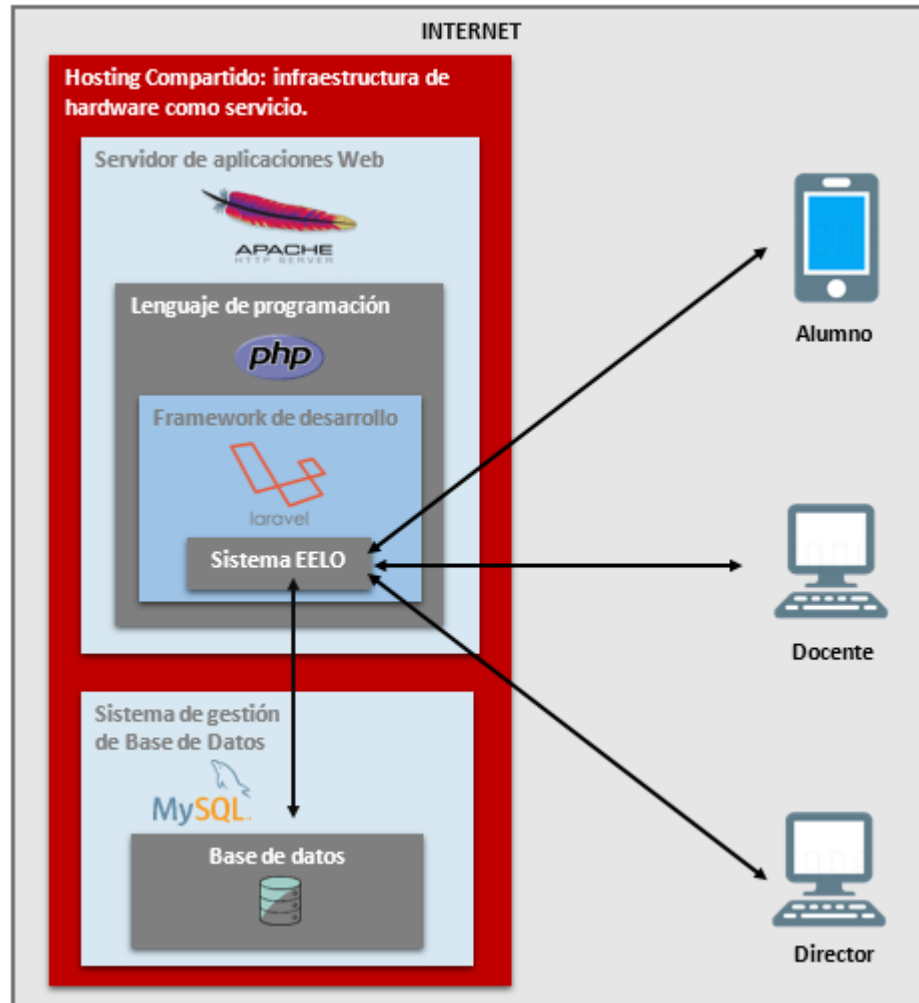 INTERNET
Hosting Compartido: infraestructura de
hardware como servicio.
Servidor de aplicaciones Web
APACHE
HTTP SERVER
Lenguaje de programación
php
Framework de desarrollo
laravel
Sistema EELO
Sistema de gestión
de Base de Datos
MySQL
Base de datos
Alumno
Docente
Director